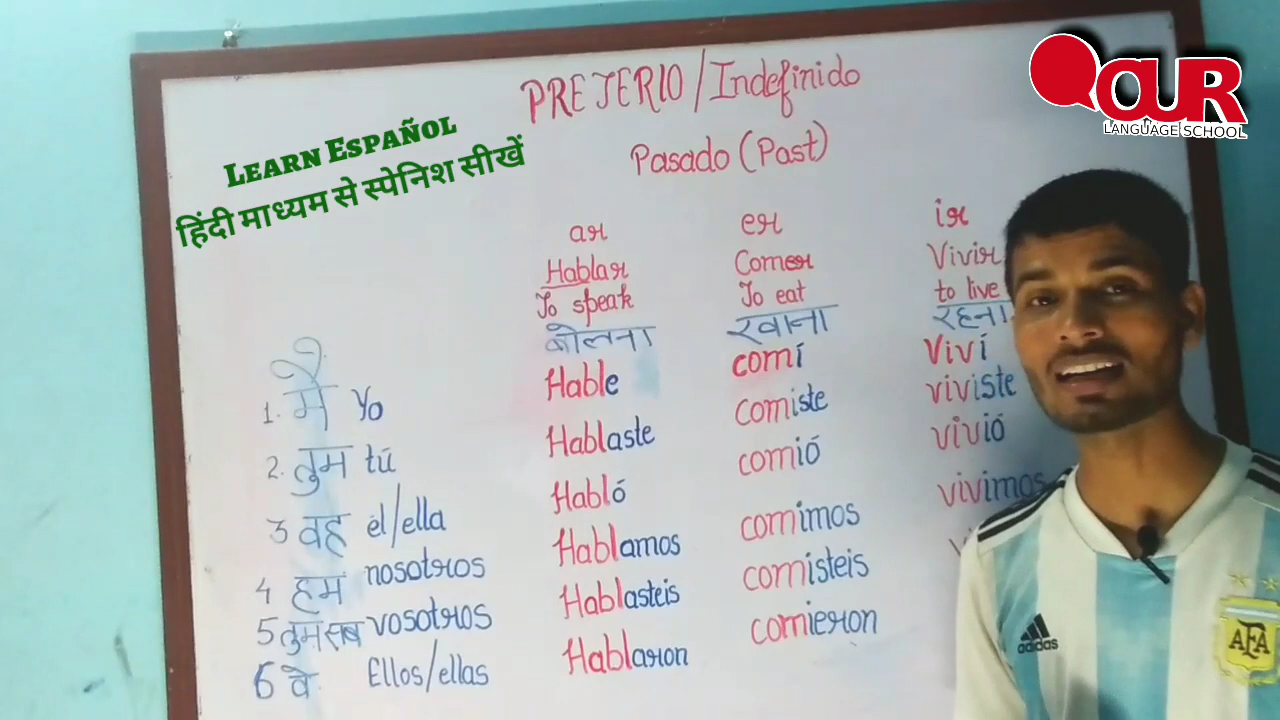 OUR
LANGUAGE SCHOOL
LEARN ESPAÑOL
हिंदी माध्यम से स्पेनिश सीखें
PRETERIO/Indefinido
Pasado (Past)
ar er ir
Hablar Comer Vivir
To speak To eat to live
बोलना खाना रहना
1. मैं Yo Hable comí Viví
2. तुम tú Hablaste comiste viviste
3 वह él/ella Habló comió vivió
4 हम nosotros Hablamos comimos vivimos
5 तुम सब vosotros Hablasteis comisteis
6 वे Ellos/ellas Hablaron comieron
adidas
AFA